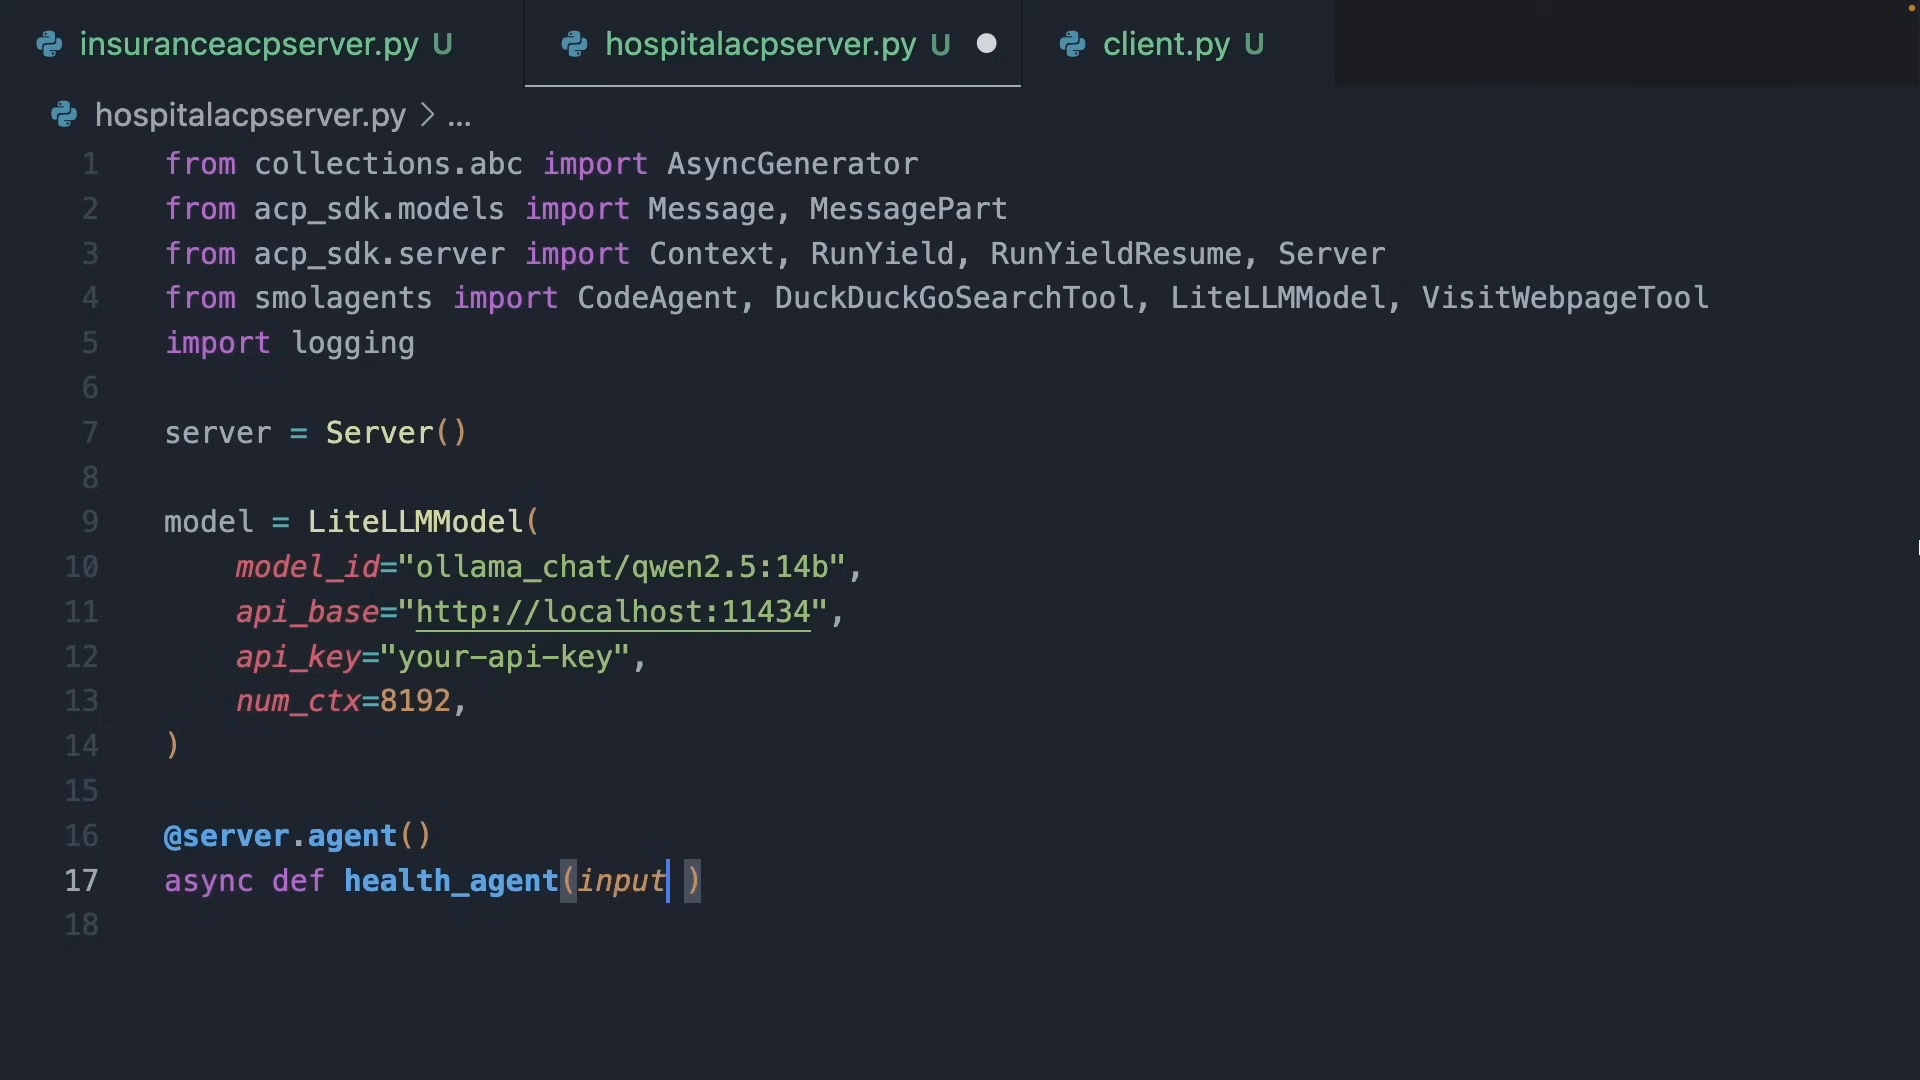 insuranceacpserver.py U
hospitalacpserver.py U
client.py U
hospitalacpserver.py > ...
1 from collections.abc import AsyncGenerator
2 from acp_sdk.models import Message, MessagePart
3 from acp_sdk.server import Context, RunYield, RunYieldResume, Server
4 from smolagents import CodeAgent, DuckDuckGoSearchTool, LiteLLMModel, VisitWebpageTool
5 import logging
6
7 server = Server()
8
9 model = LiteLLMModel(
10     model_id="ollama_chat/qwen2.5:14b",
11     api_base="http://localhost:11434",
12     api_key="your-api-key",
13     num_ctx=8192,
14 )
15
16 @server.agent()
17 async def health_agent(input )
18